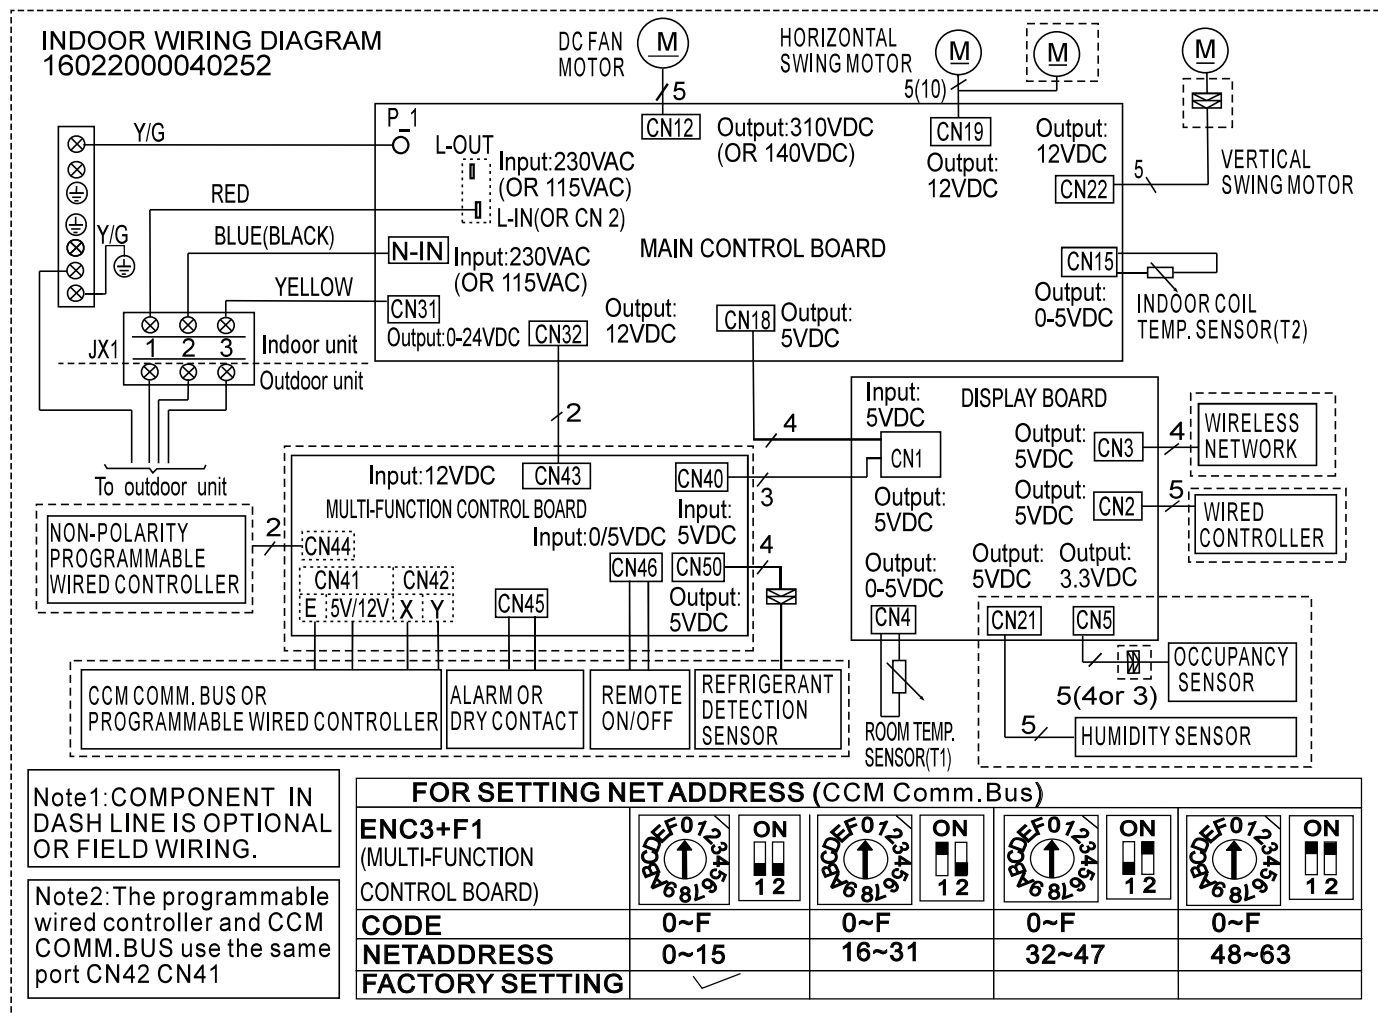 INDOOR WIRING DIAGRAM
16022000040252
DC FAN
MOTOR
M
HORIZONTAL
SWING MOTOR
M
M
M
5
5(10)
VERTICAL
SWING MOTOR
5
Y/G
P_1
L-OUT
Input:230VAC
(OR 115VAC)
L-IN(OR CN 2)
CN12
Output:310VDC
(OR 140VDC)
CN19
Output:
12VDC
Output:
12VDC
CN22
RED
BLUE(BLACK)
Y/G
N-IN
Input:230VAC
(OR 115VAC)
MAIN CONTROL BOARD
CN15
Output:
0-5VDC
INDOOR COIL
TEMP. SENSOR(T2)
YELLOW
CN31
Output:0-24VDC
CN32
Output:
12VDC
CN18
Output:
5VDC
JX1
1 2 3
Indoor unit
Outdoor unit
To outdoor unit
2
4
3
Input:
5VDC
DISPLAY BOARD
CN1
Output:
5VDC
Output:
5VDC
CN3
4
WIRELESS
NETWORK
Output:
5VDC
CN2
5
WIRED
CONTROLLER
Input:12VDC
CN43
CN40
MULTI-FUNCTION CONTROL BOARD
Input:
5VDC
Input:0/5VDC
NON-POLARITY
PROGRAMMABLE
WIRED CONTROLLER
2
CN44
CN41
CN42
E 5V/12V X Y
CN45
CN46
CN50
4
Output:
5VDC
Output:
0-5VDC
CN4
Output:
5VDC
CN21
Output:
3.3VDC
CN5
CCM COMM. BUS OR
PROGRAMMABLE WIRED CONTROLLER
ALARM OR
DRY CONTACT
REMOTE
ON/OFF
REFRIGERANT
DETECTION
SENSOR
ROOM TEMP.
SENSOR(T1)
5(4or 3)
OCCUPANCY
SENSOR
5
HUMIDITY SENSOR
Note1:COMPONENT IN
DASH LINE IS OPTIONAL
OR FIELD WIRING.
Note2:The programmable
wired controller and CCM
COMM.BUS use the same
port CN42 CN41
FOR SETTING NET ADDRESS (CCM Comm.Bus)
ENC3+F1
(MULTI-FUNCTION
CONTROL BOARD)
0123456789ABCDEF
ON
1 2
0123456789ABCDEF
ON
1 2
0123456789ABCDEF
ON
1 2
0123456789ABCDEF
ON
1 2
CODE 0~F 0~F 0~F 0~F
NETADDRESS 0~15 16~31 32~47 48~63
FACTORY SETTING